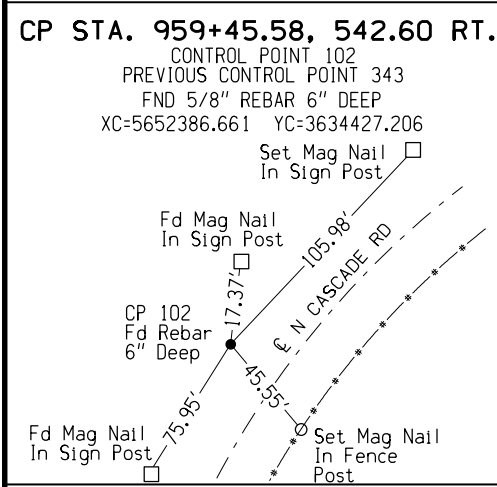 CP STA. 959+45.58, 542.60 RT.
CONTROL POINT 102
PREVIOUS CONTROL POINT 343
FND 5/8" REBAR 6" DEEP
XC=5652386.661 YC=3634427.206
Set Mag Nail
In Sign Post
Fd Mag Nail
In Sign Post
105.98'
17.37'
℄ N CASCADE RD
CP 102
Fd Rebar
6" Deep
45.55'
75.95'
Fd Mag Nail
In Sign Post
Set Mag Nail
In Fence
Post